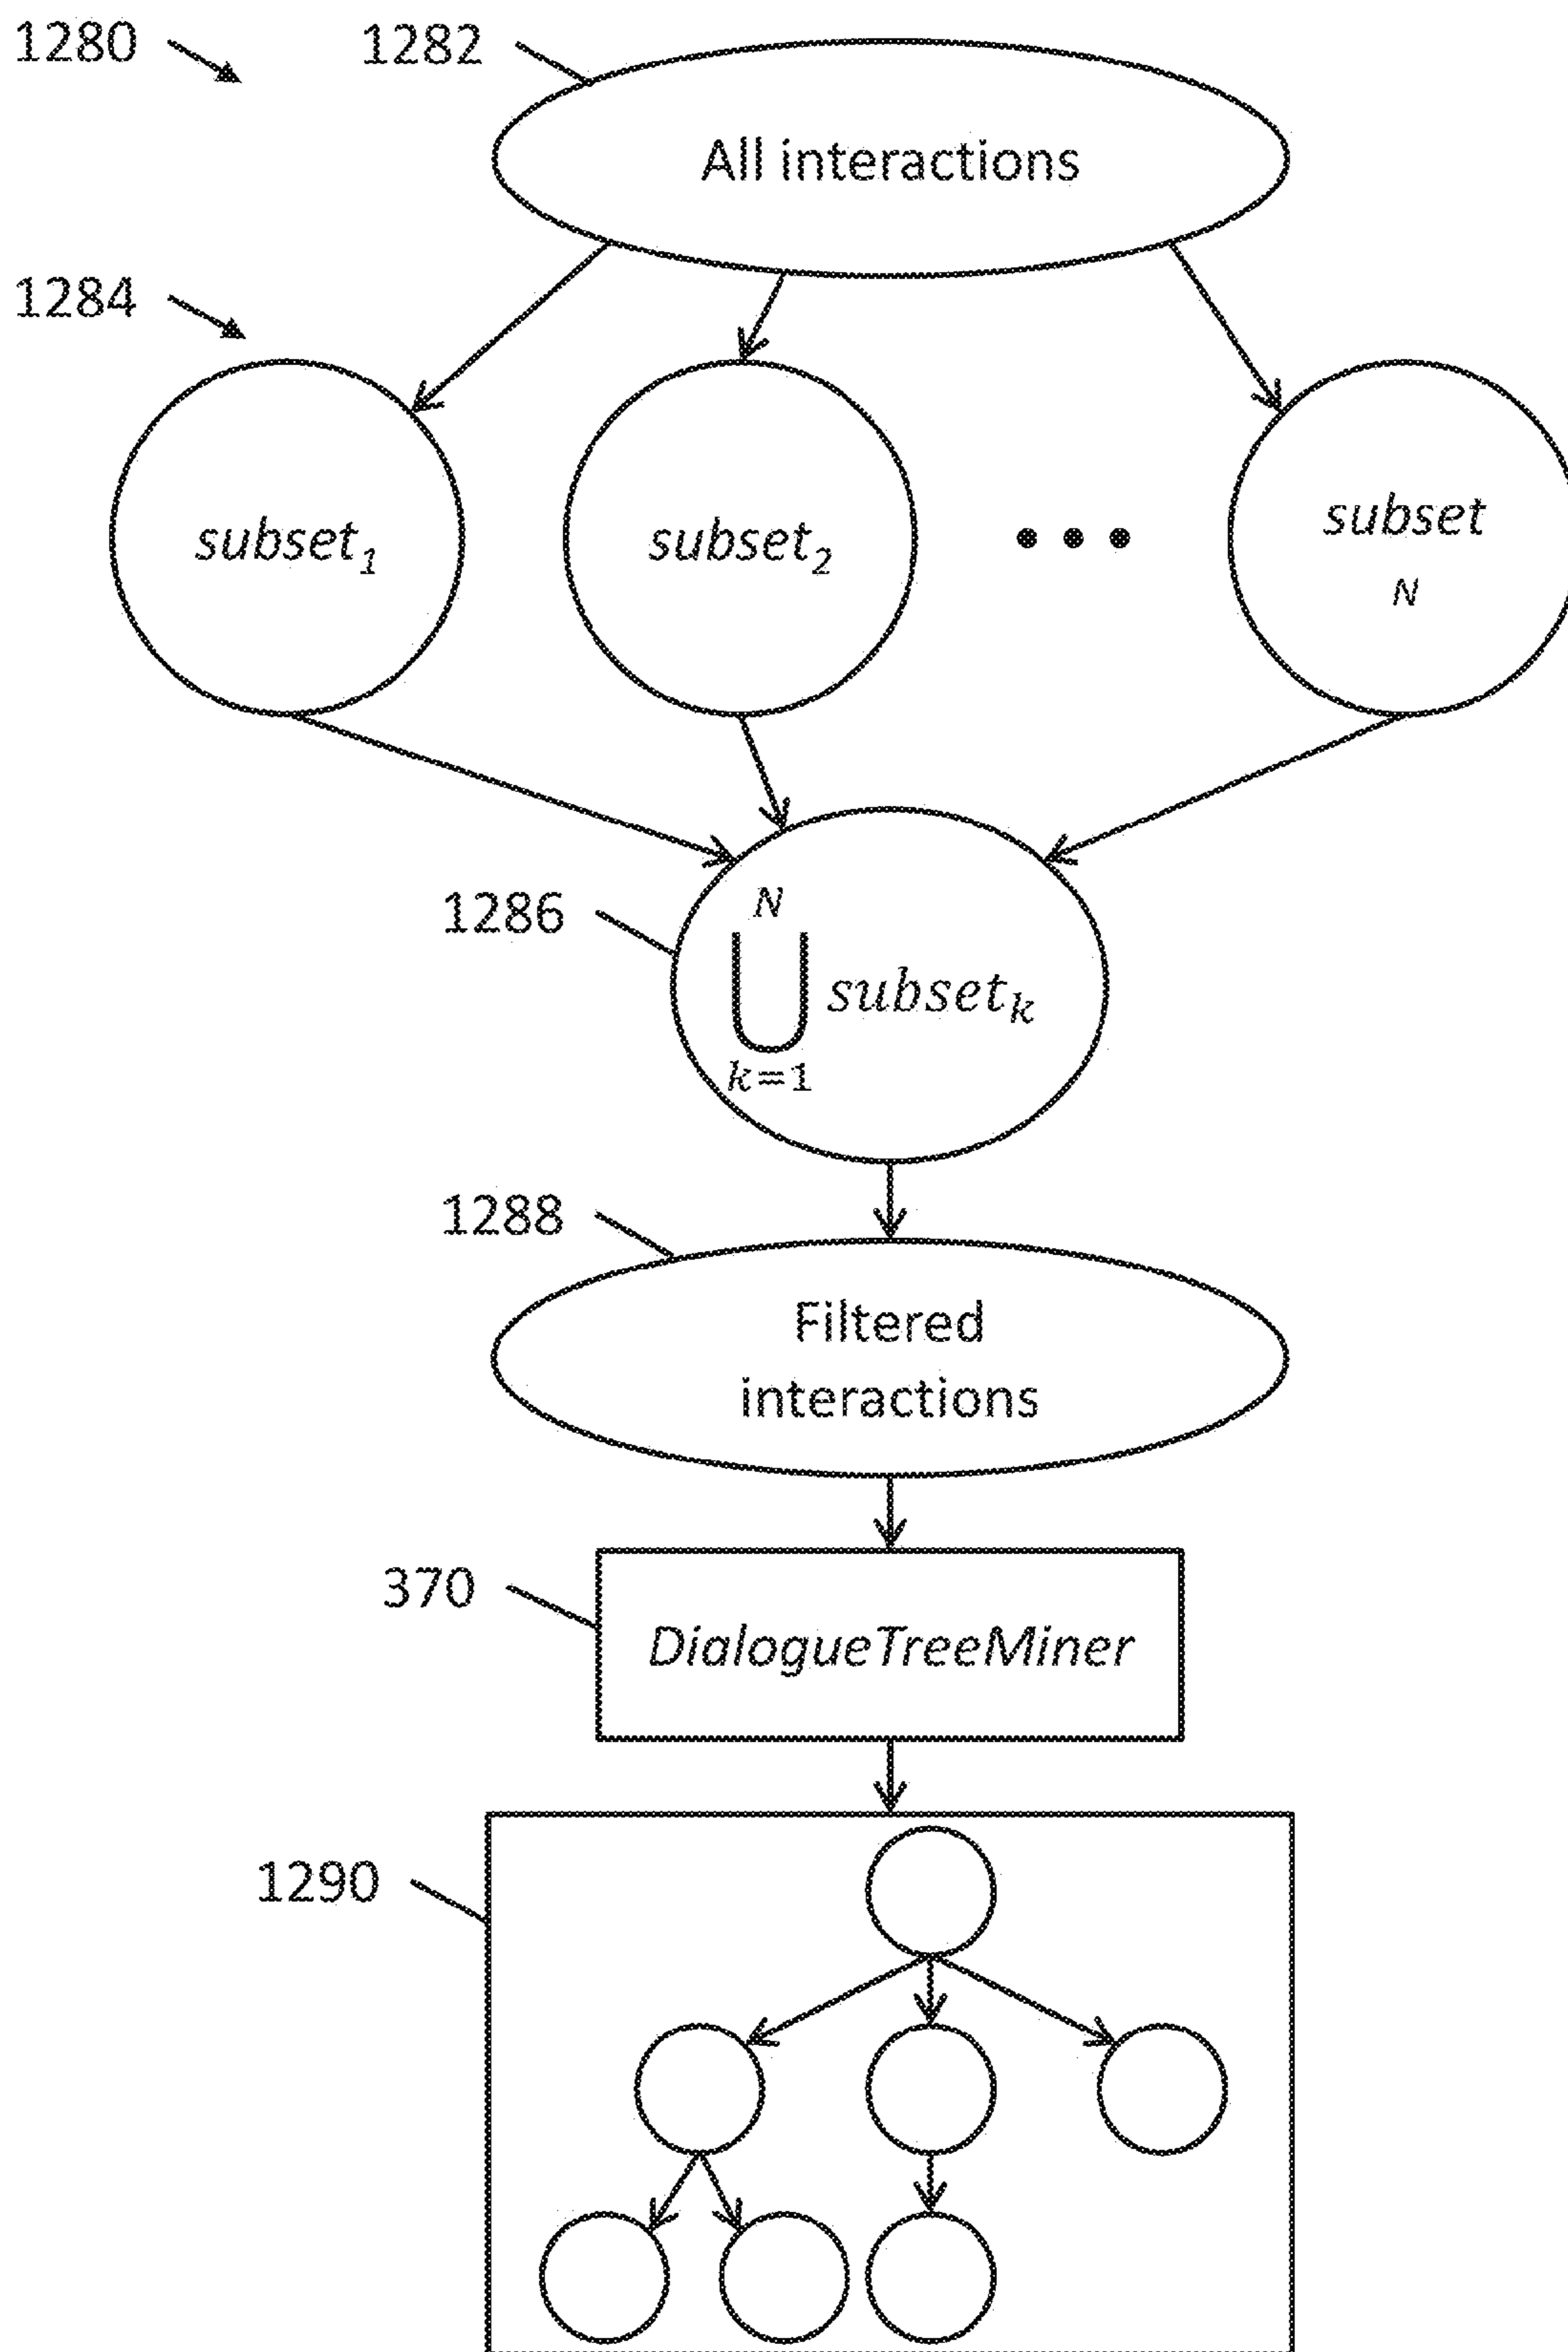 1280
1282
All interactions
1284
subset₁
subset₂
• • •
subset
N
1286
N
⋃ subsetₖ
k=1
1288
Filtered
interactions
370
DialogueTreeMiner
1290